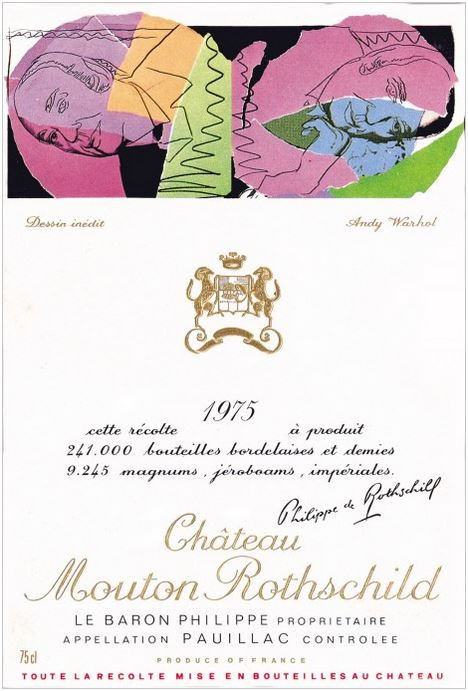 Dessin inédit Andy Warhol
1975
cette récolte à produit
241.000 bouteilles bordelaises et demies
9.245 magnums, jéroboams, impériales.
Philippe de Rothschild
Château
Mouton Rothschild
LE BARON PHILIPPE PROPRIETAIRE
APPELLATION PAUILLAC CONTROLEE
75 cl PRODUCE OF FRANCE
TOUTE LA RECOLTE MISE EN BOUTEILLES AU CHATEAU